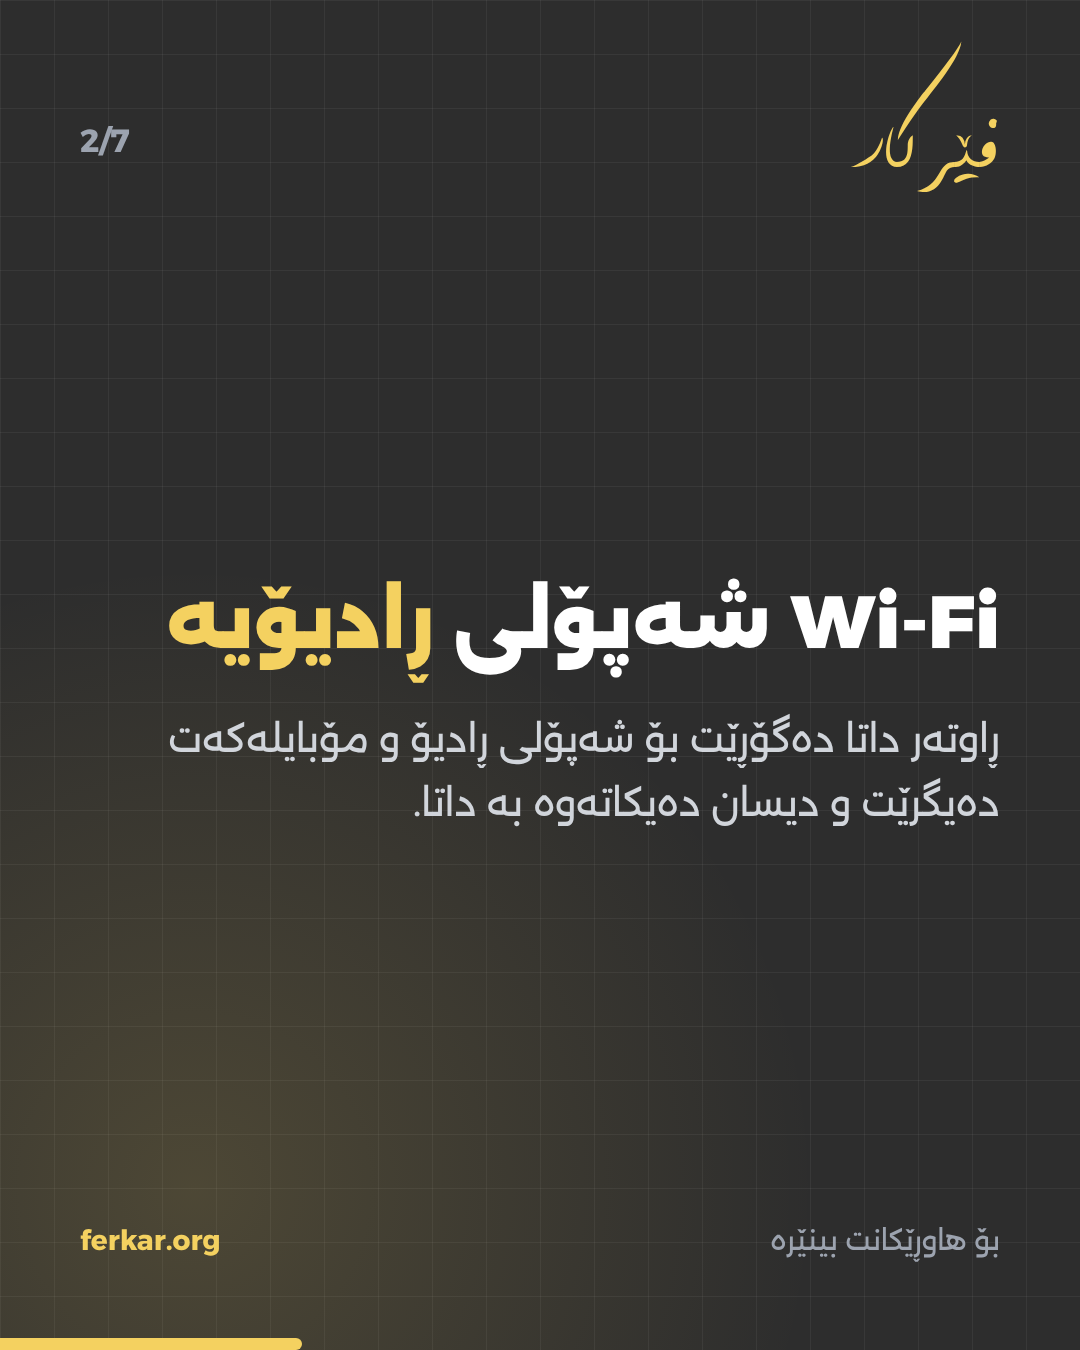 فێرکار
2/7
Wi-Fi شەپۆلی ڕادیۆیە
ڕاوتەر داتا دەگۆڕێت بۆ شەپۆلی ڕادیۆ و مۆبایلەکەت
دەیگرێت و دیسان دەیکاتەوە بە داتا.
بۆ هاوڕێکانت بینێرە
ferkar.org